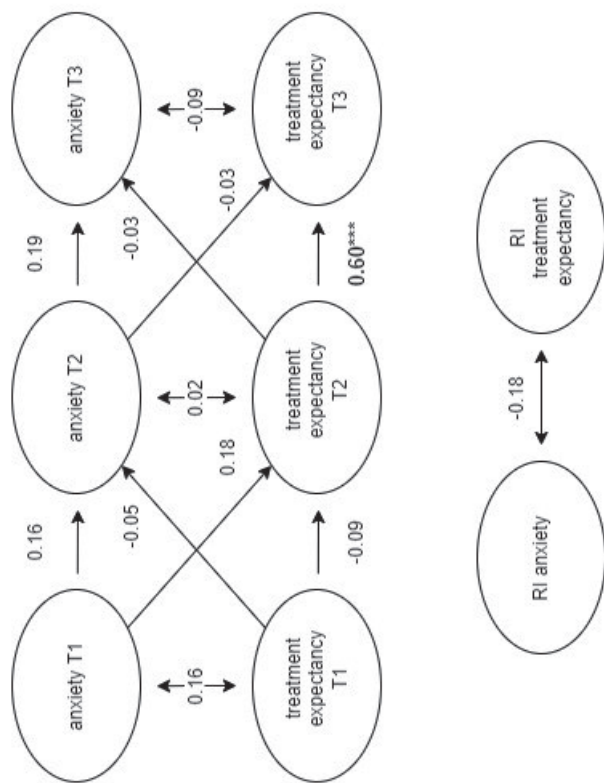 anxiety T1
0.16
anxiety T2
0.19
anxiety T3
0.16
-0.05
0.18
0.02
-0.03
-0.03
-0.09
treatment
expectancy
T1
-0.09
treatment
expectancy
T2
0.60***
treatment
expectancy
T3
RI anxiety
-0.18
RI
treatment
expectancy